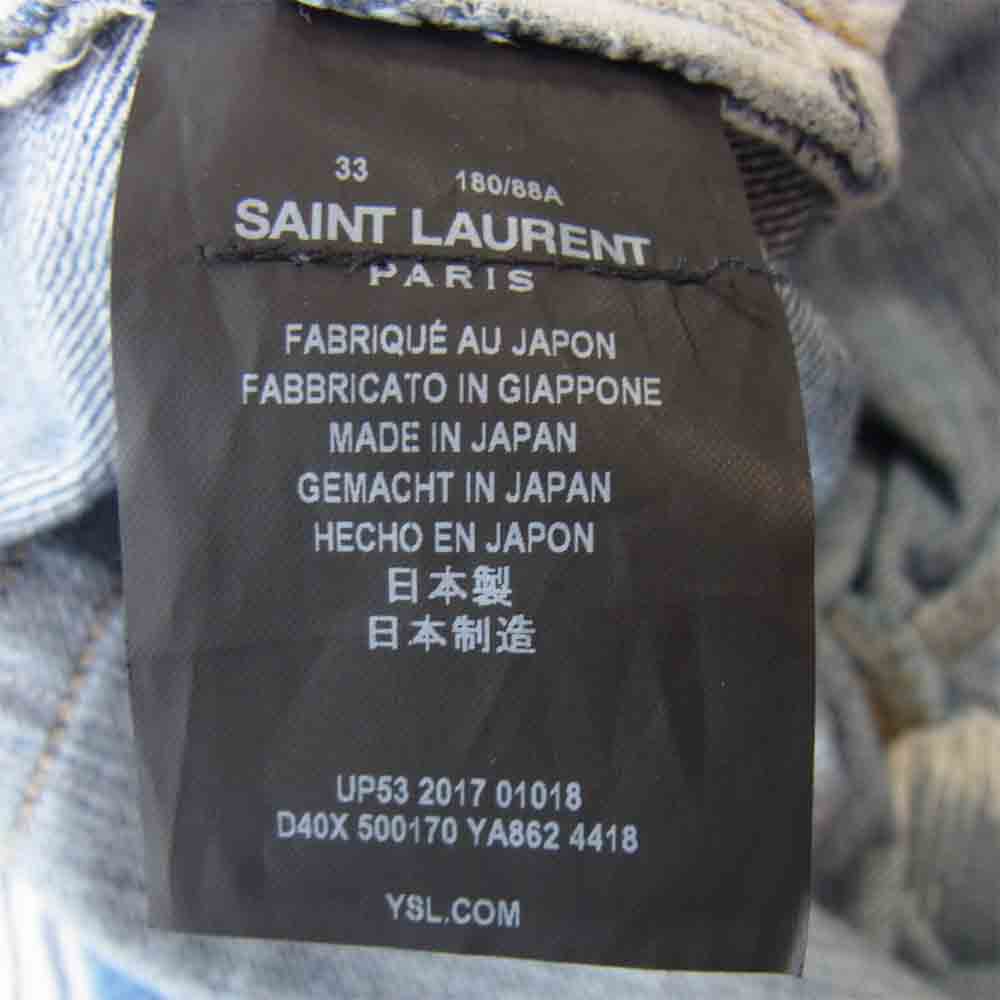 33 180/88A
SAINT LAURENT
PARIS
FABRIQUÉ AU JAPON
FABBRICATO IN GIAPPONE
MADE IN JAPAN
GEMACHT IN JAPAN
HECHO EN JAPON
日本製
日本制造
UP53 2017 01018
D40X 500170 YA862 4418
YSL.COM